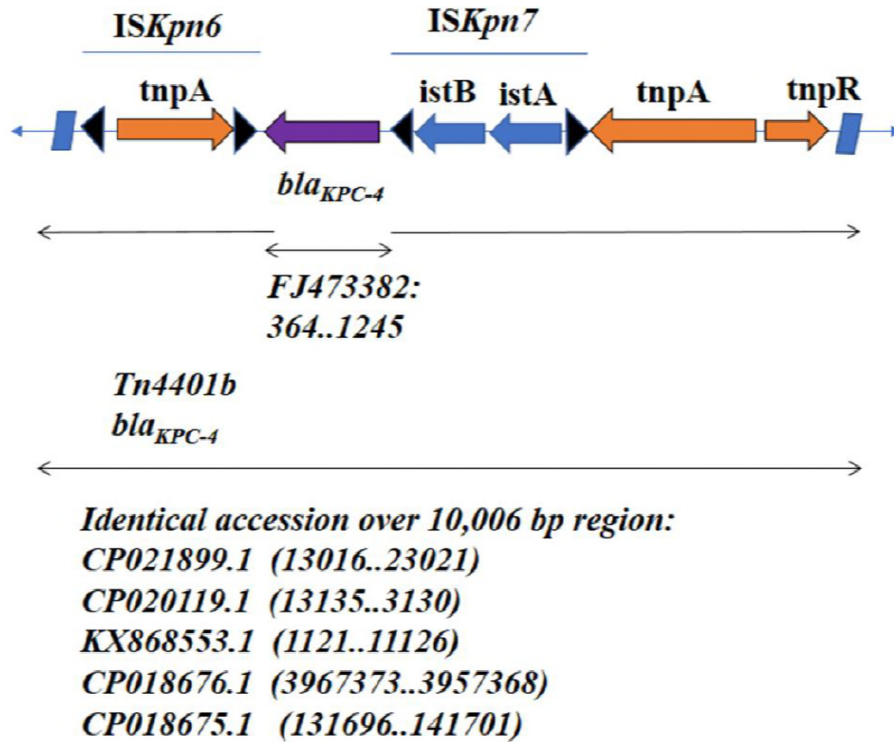 ISKpn6 ISKpn7
tnpA istB istA tnpA tnpR
blaKPC-4
FJ473382:
364..1245
Tn4401b
blaKPC-4
Identical accession over 10,006 bp region:
CP021899.1 (13016..23021)
CP020119.1 (13135..3130)
KX868553.1 (1121..11126)
CP018676.1 (3967373..3957368)
CP018675.1 (131696..141701)